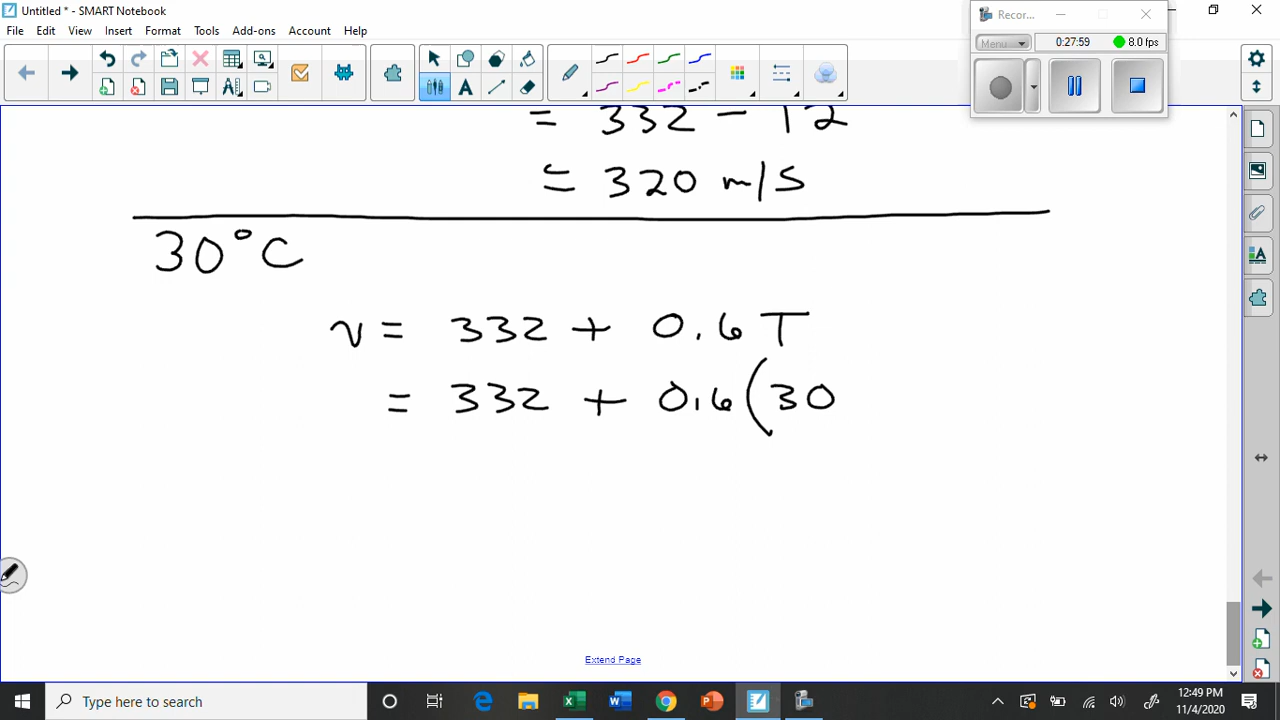 Untitled * - SMART Notebook
Recor...
File Edit View Insert Format Tools Add-ons Account Help
Menu 0:27:59 8.0 fps
= 332 - 12
= 320 m/s
30°C
v = 332 + 0.6T
= 332 + 0.6(30
Extend Page
Type here to search
12:49 PM
11/4/2020